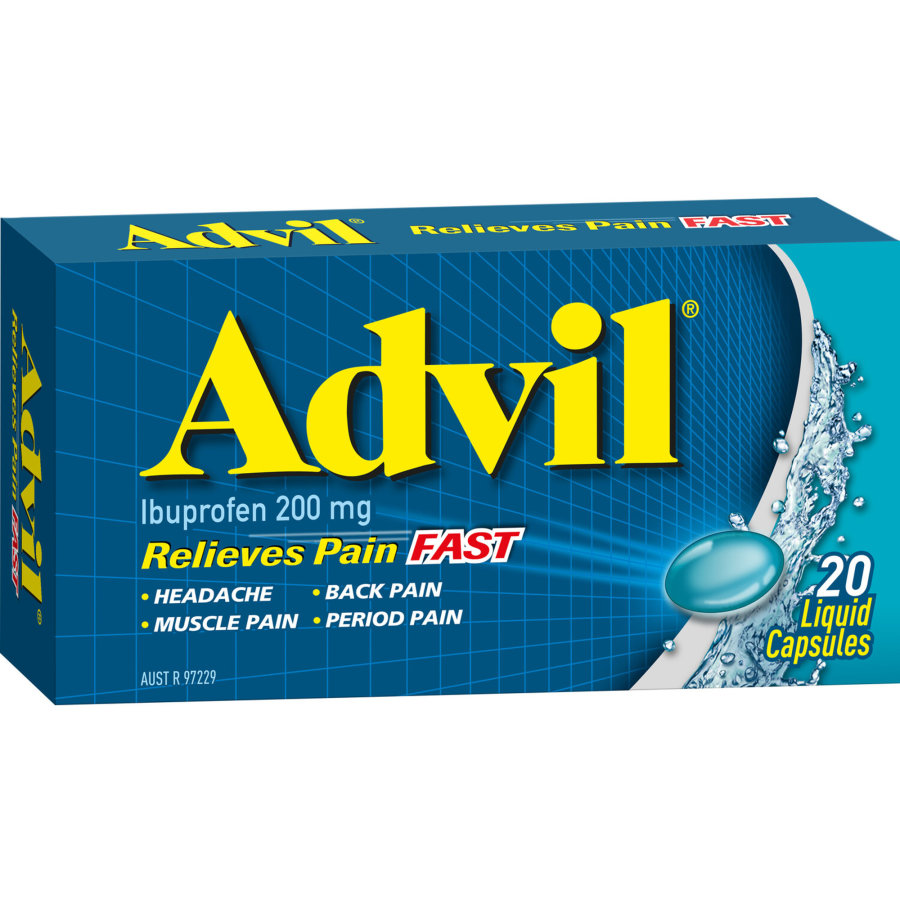 Advil®
Relieves Pain FAST
Advil®
Relieves Pain FAST
Advil®
Ibuprofen 200 mg
Relieves Pain FAST
• HEADACHE • BACK PAIN
• MUSCLE PAIN • PERIOD PAIN
AUST R 97229
20
Liquid
Capsules